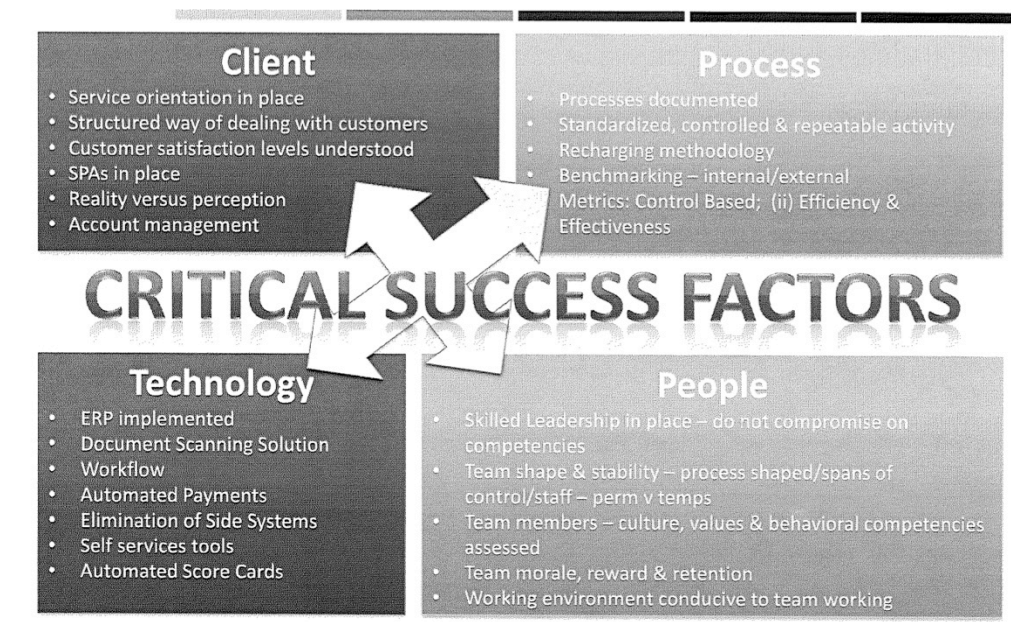 Client
• Service orientation in place
• Structured way of dealing with customers
• Customer satisfaction levels understood
• SPAs in place
• Reality versus perception
• Account management
Process
• Processes documented
• Standardized, controlled & repeatable activity
• Recharging methodology
• Benchmarking – internal/external
• Metrics: Control Based; (ii) Efficiency &
Effectiveness
CRITICAL SUCCESS FACTORS
Technology
• ERP implemented
• Document Scanning Solution
• Workflow
• Automated Payments
• Elimination of Side Systems
• Self services tools
• Automated Score Cards
People
• Skilled Leadership in place – do not compromise on
competencies
• Team shape & stability – process shaped/spans of
control/staff – perm v temps
• Team members – culture, values & behavioral competencies
assessed
• Team morale, reward & retention
• Working environment conducive to team working